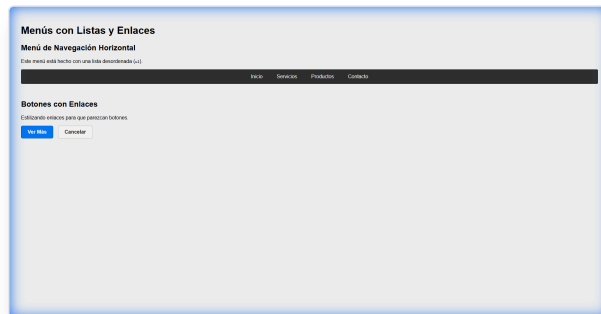 Menús con Listas y Enlaces
Menú de Navegación Horizontal
Este menú está hecho con una lista desordenada (ul)
Inicio Servicios Productos Contacto
Botones con Enlaces
Estilizando enlaces para que parezcan botones.
Ver Más Cancelar